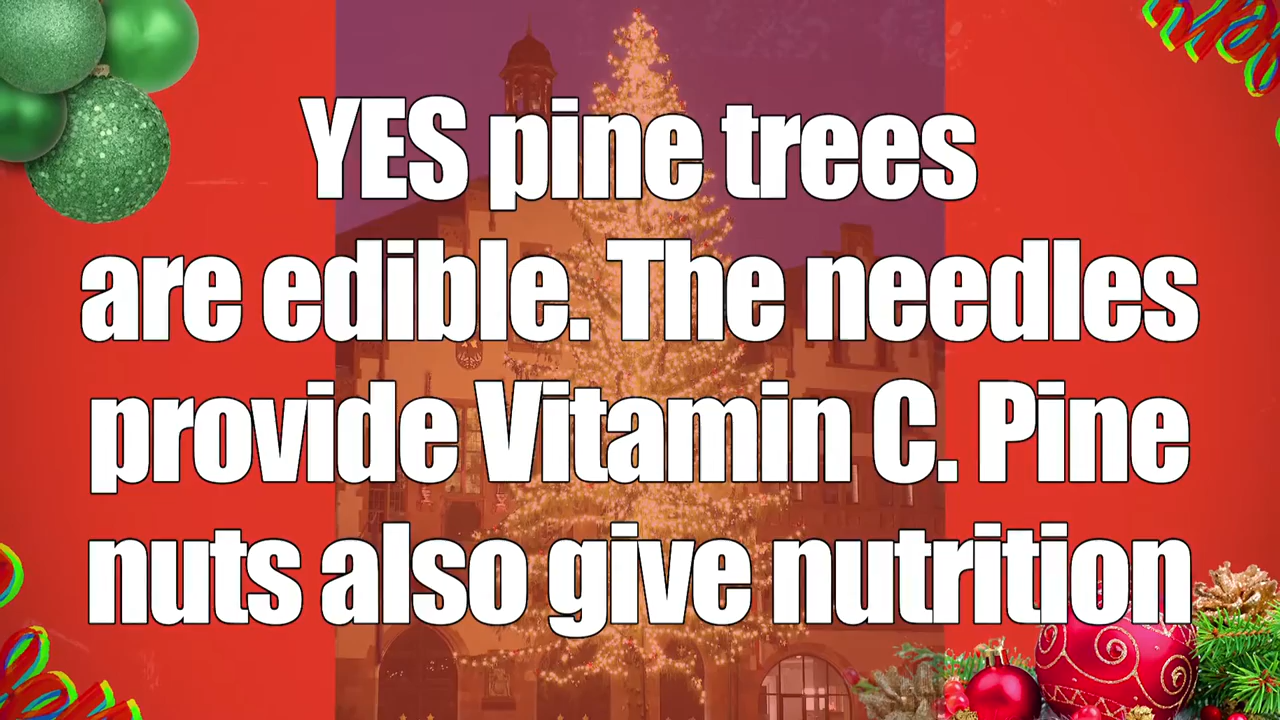 YES pine trees
are edible. The needles
provide Vitamin C. Pine
nuts also give nutrition